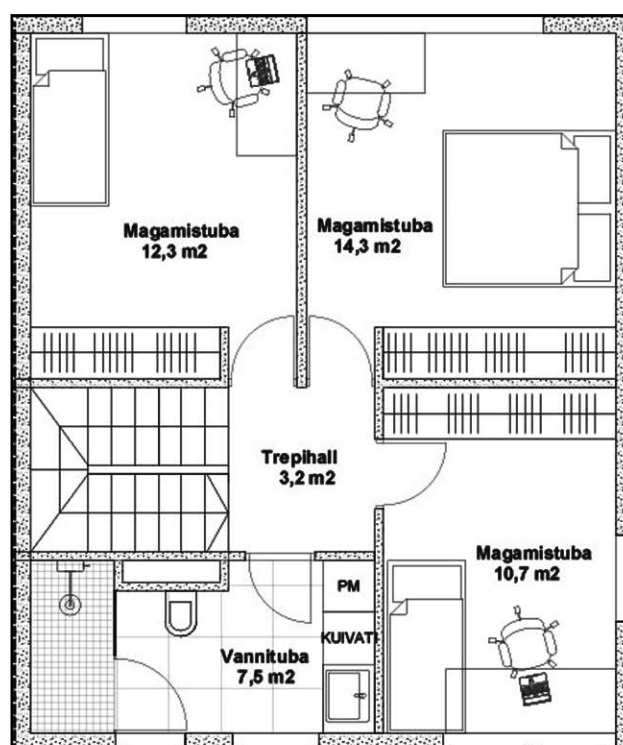 Magamistuba
12,3 m2
Magamistuba
14,3 m2
Trepihall
3,2 m2
Magamistuba
10,7 m2
PM
KUIVATI
Vannituba
7,5 m2